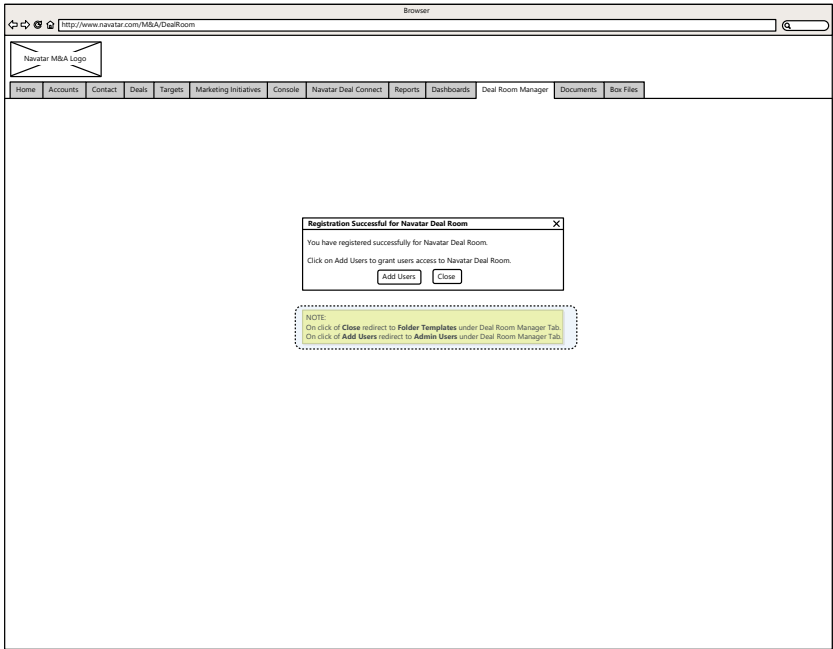 Browser
http://www.navatar.com/M&A/DealRoom
Navatar M&A Logo
Home Accounts Contact Deals Targets Marketing Initiatives Console Navatar Deal Connect Reports Dashboards Deal Room Manager Documents Box Files
Registration Successful for Navatar Deal Room
You have registered successfully for Navatar Deal Room.
Click on Add Users to grant users access to Navatar Deal Room.
Add Users Close
NOTE:
On click of Close redirect to Folder Templates under Deal Room Manager Tab.
On click of Add Users redirect to Admin Users under Deal Room Manager Tab.